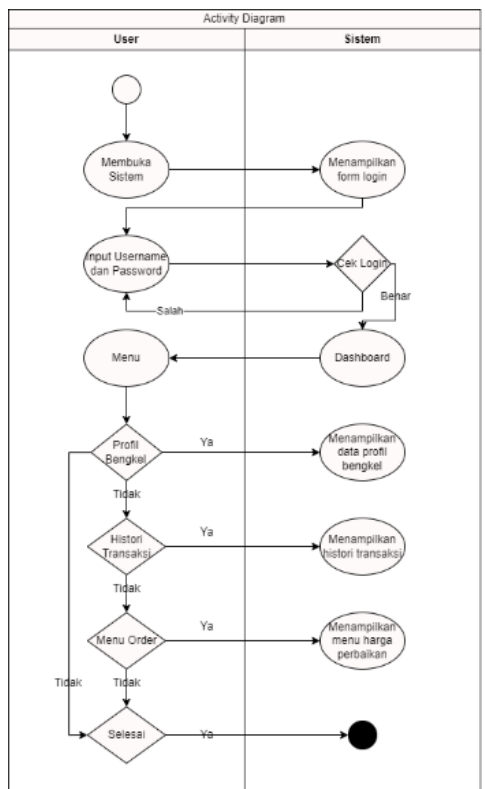 Activity Diagram
User
Sistem
Membuka
Sistem
Menampilkan
form login
Input Username
dan Password
Cek Login
Salah
Benar
Menu
Dashboard
Profil
Bengkel
Ya
Menampilkan
data profil
bengkel
Tidak
Histori
Transaksi
Ya
Menampilkan
histori transaksi
Tidak
Menu Order
Ya
Menampilkan
menu harga
perbaikan
Tidak
Tidak
Selesai
Ya